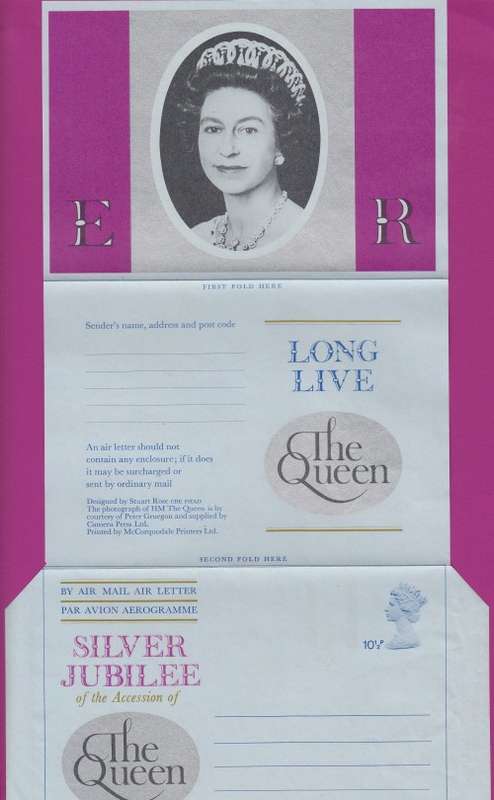 E R
FIRST FOLD HERE
Sender's name, address and post code
LONG
LIVE
The
Queen
An air letter should not
contain any enclosure; if it does
it may be surcharged or
sent by ordinary mail
Designed by Stuart Rose CBE FSIAD
The photograph of HM The Queen is by
courtesy of Peter Grugeon and supplied by
Camera Press Ltd.
Printed by McCorquodale Printers Ltd.
SECOND FOLD HERE
BY AIR MAIL AIR LETTER
PAR AVION AEROGRAMME
10½P
SILVER
JUBILEE
of the Accession of
The
Queen